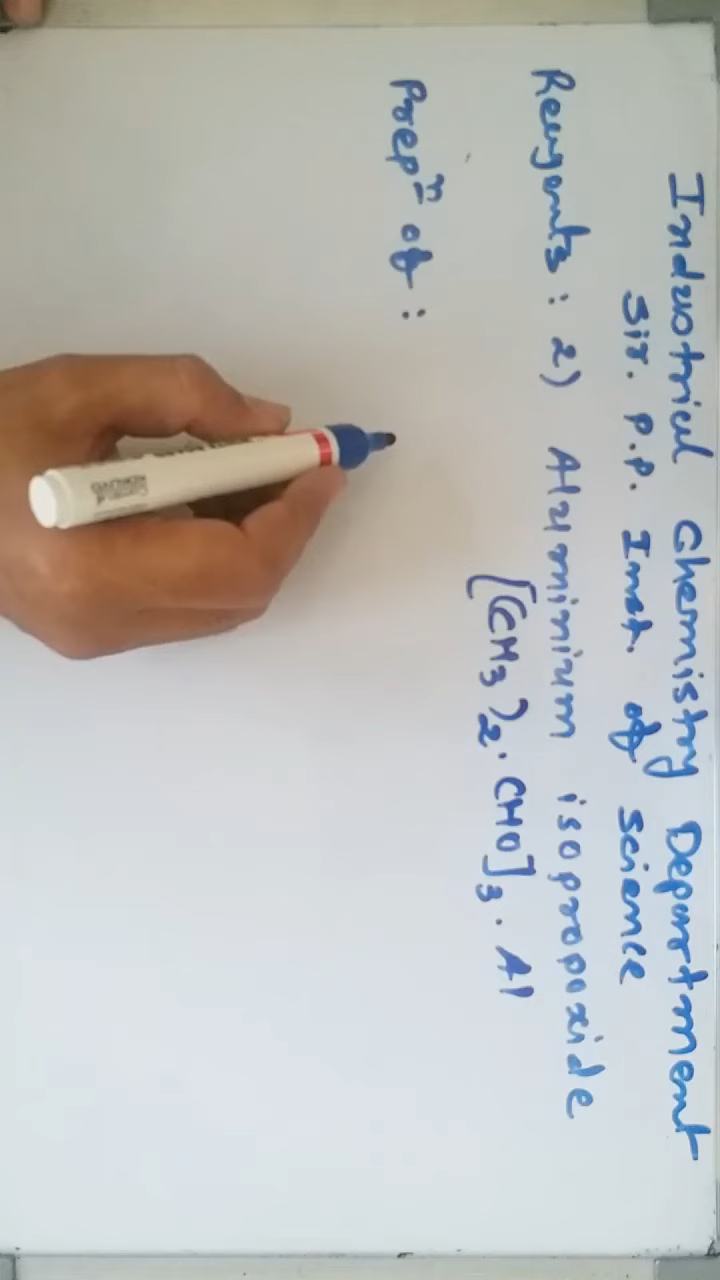 Industrial Chemistry Department
Sir. P.P. Inst. of science
Reagents : 2) Aluminium isopropoxide
[(CH3)2 . CHO]3 . Al
Prepn of :